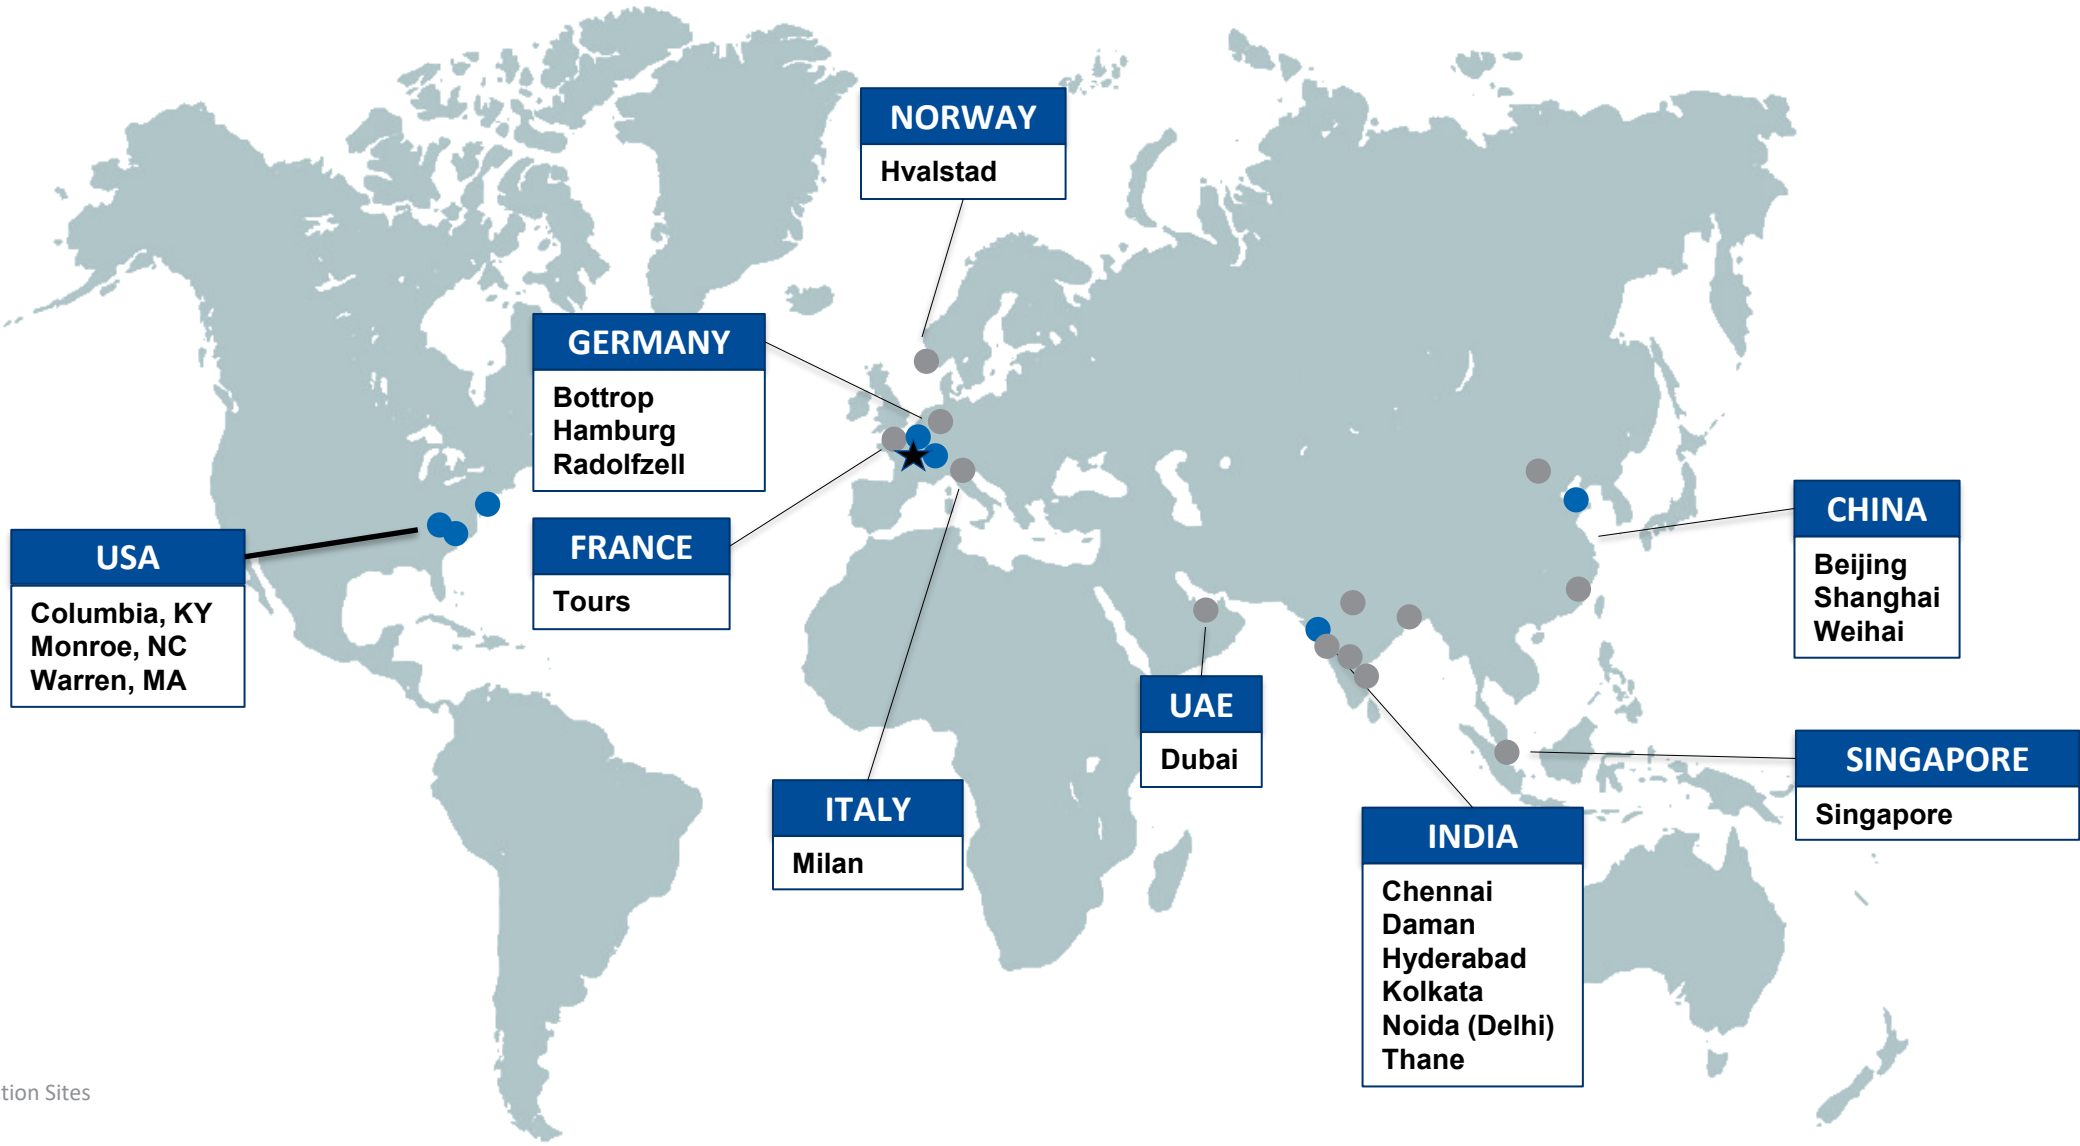 NORWAY
Hvalstad
GERMANY
Bottrop
Hamburg
Radolfzell
FRANCE
Tours
USA
Columbia, KY
Monroe, NC
Warren, MA
ITALY
Milan
UAE
Dubai
INDIA
Chennai
Daman
Hyderabad
Kolkata
Noida (Delhi)
Thane
CHINA
Beijing
Shanghai
Weihai
SINGAPORE
Singapore
tion Sites